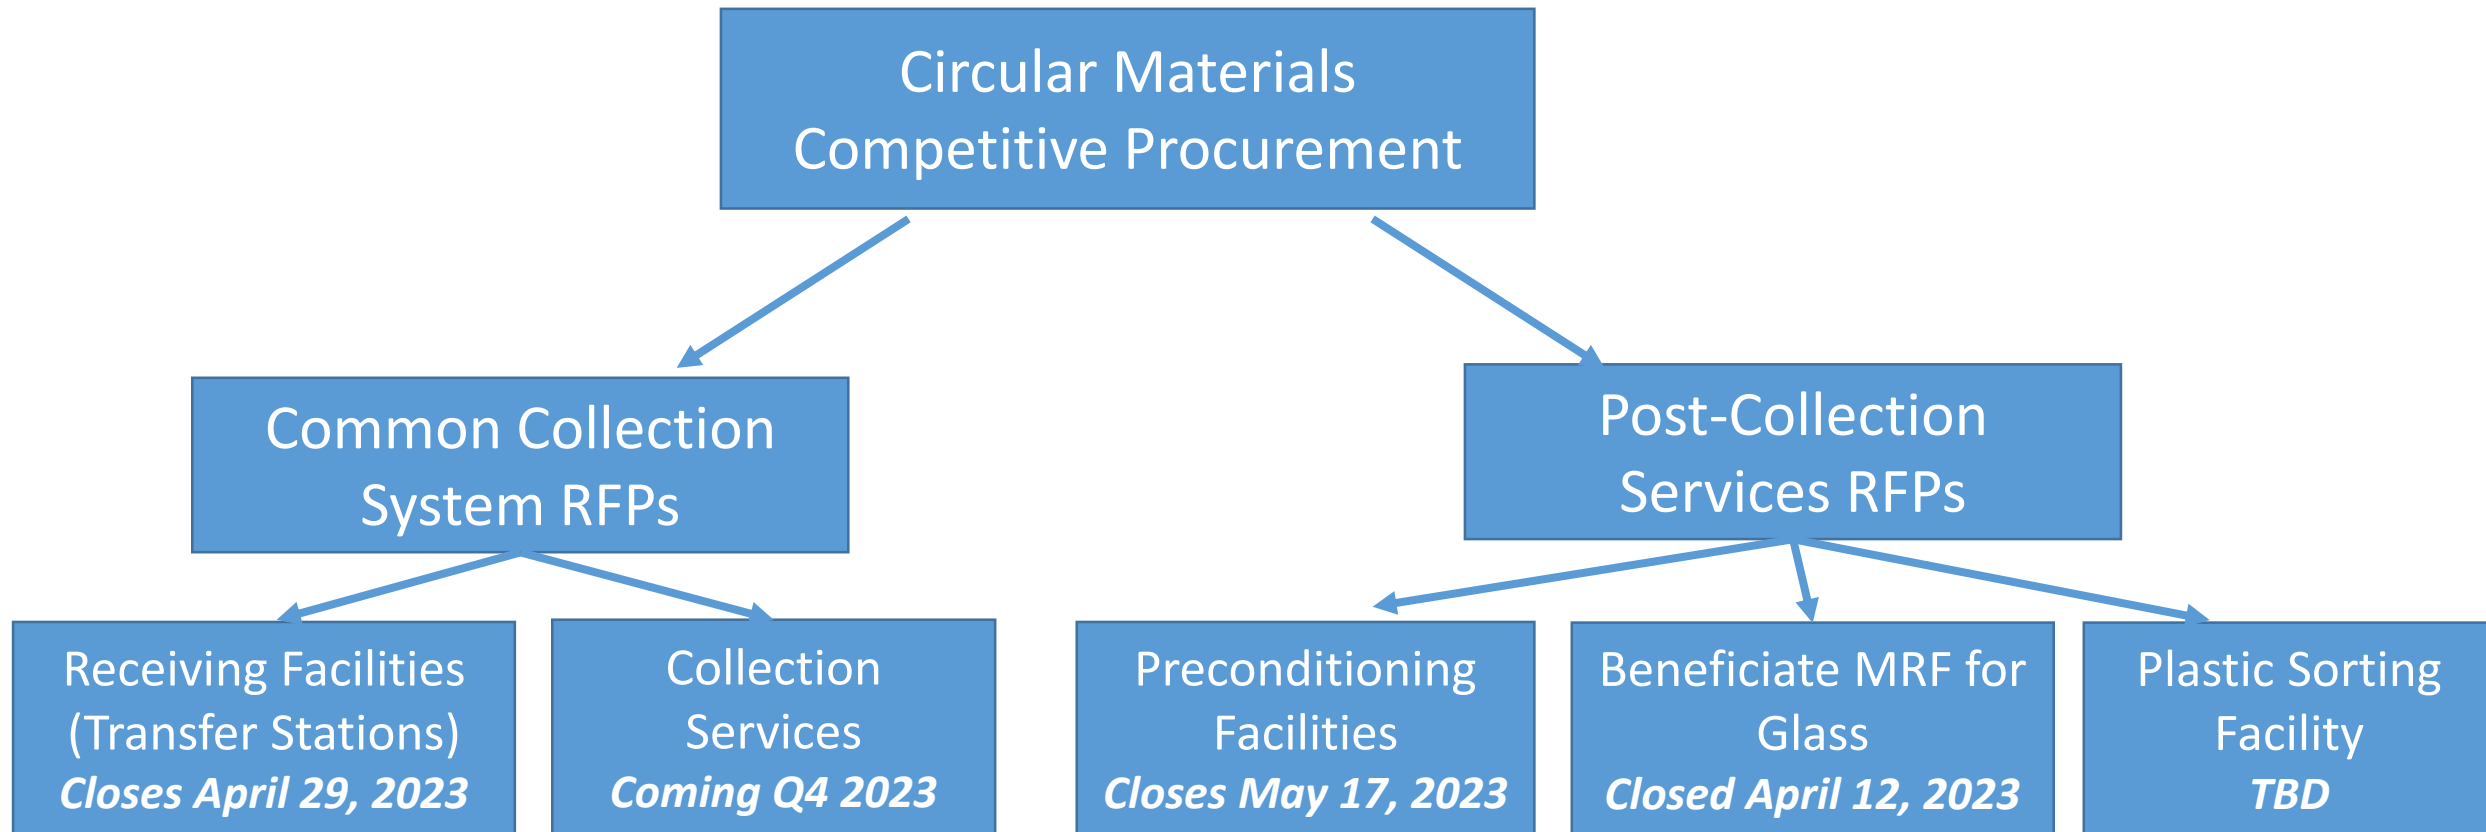 Circular Materials
Competitive Procurement
Common Collection
System RFPs
Post-Collection
Services RFPs
Receiving Facilities
(Transfer Stations)
Closes April 29, 2023
Collection
Services
Coming Q4 2023
Preconditioning
Facilities
Closes May 17, 2023
Beneficiate MRF for
Glass
Closed April 12, 2023
Plastic Sorting
Facility
TBD